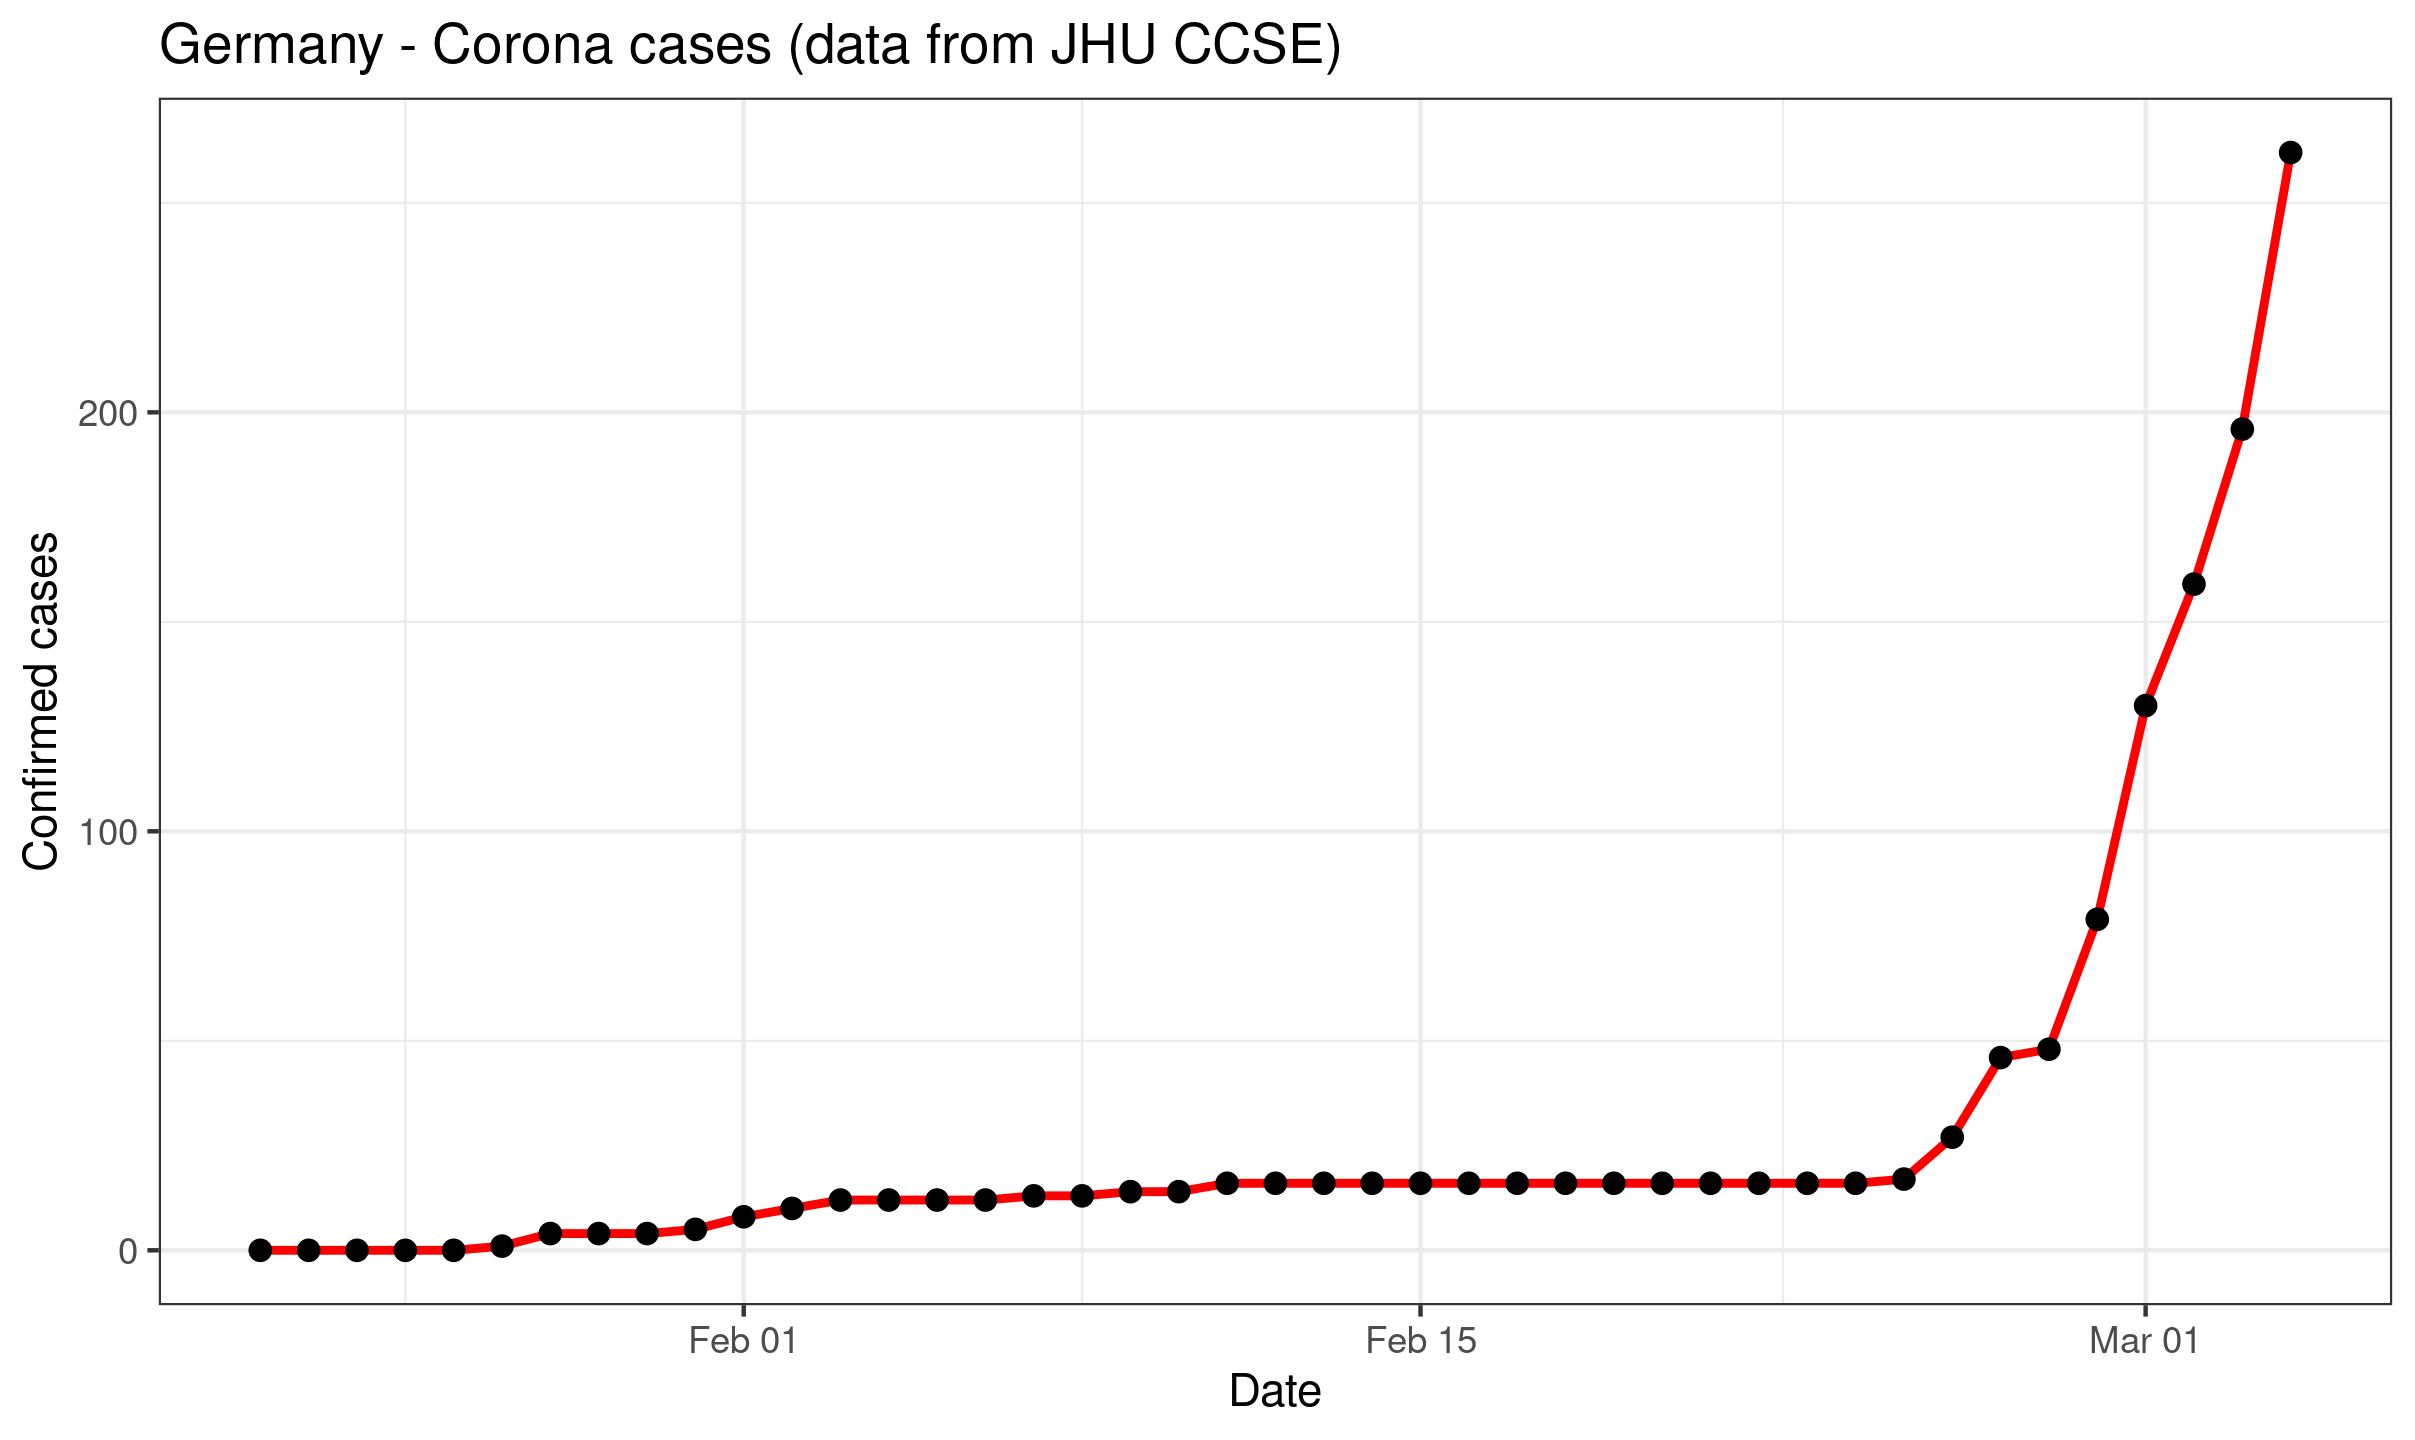 Germany - Corona cases (data from JHU CCSE)
Confirmed cases
200
100
0
Feb 01
Feb 15
Mar 01
Date